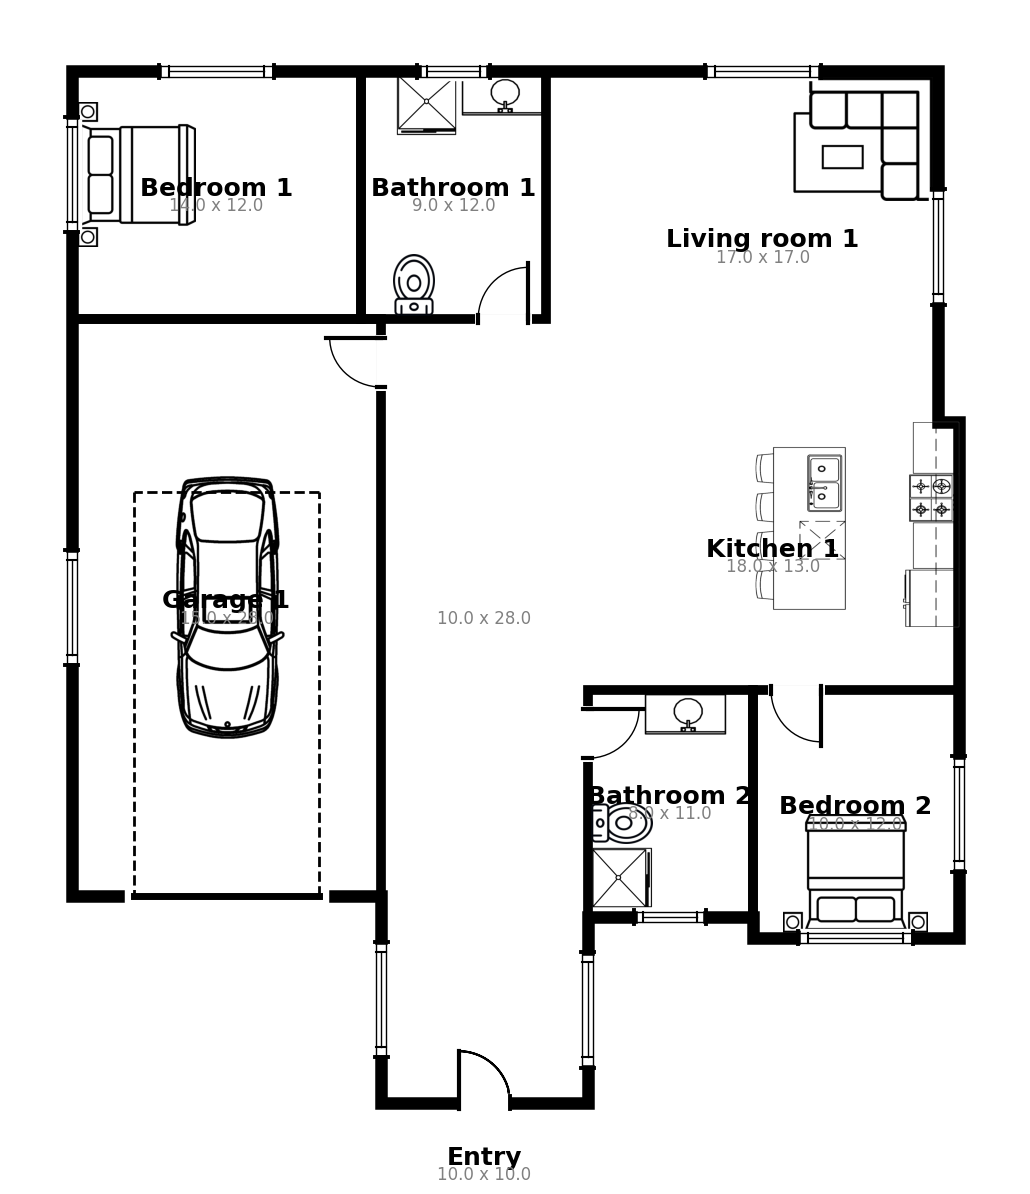 Bedroom 1
14.0 x 12.0
Bathroom 1
9.0 x 12.0
Living room 1
17.0 x 17.0
Kitchen 1
18.0 x 13.0
Garage 1
15.0 x 28.0
10.0 x 28.0
Bathroom 2
8.0 x 11.0
Bedroom 2
10.0 x 12.0
Entry
10.0 x 10.0